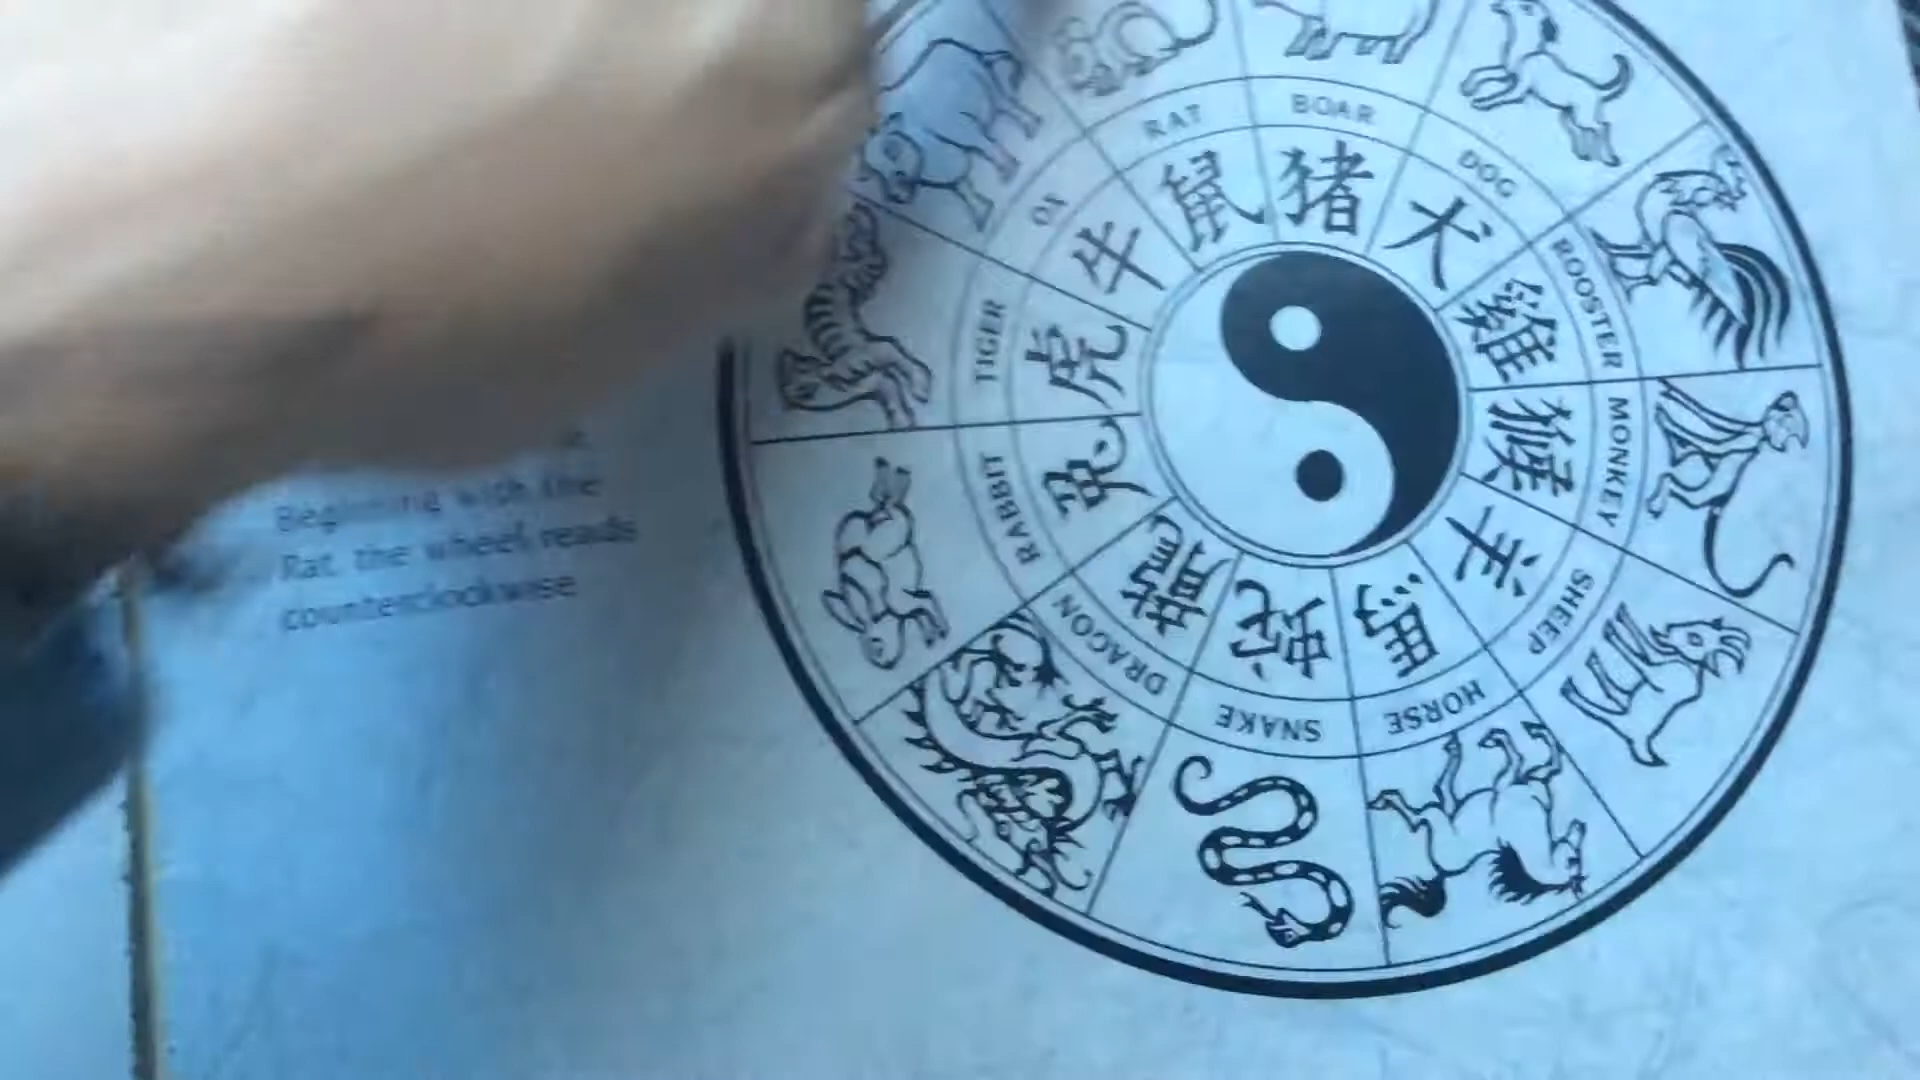 Beginning with the
Rat, the wheel reads
counterclockwise
RAT
鼠
OX
牛
TIGER
虎
RABBIT
兔
DRAGON
龍
SNAKE
蛇
HORSE
馬
SHEEP
羊
MONKEY
猴
ROOSTER
雞
DOG
犬
BOAR
猪